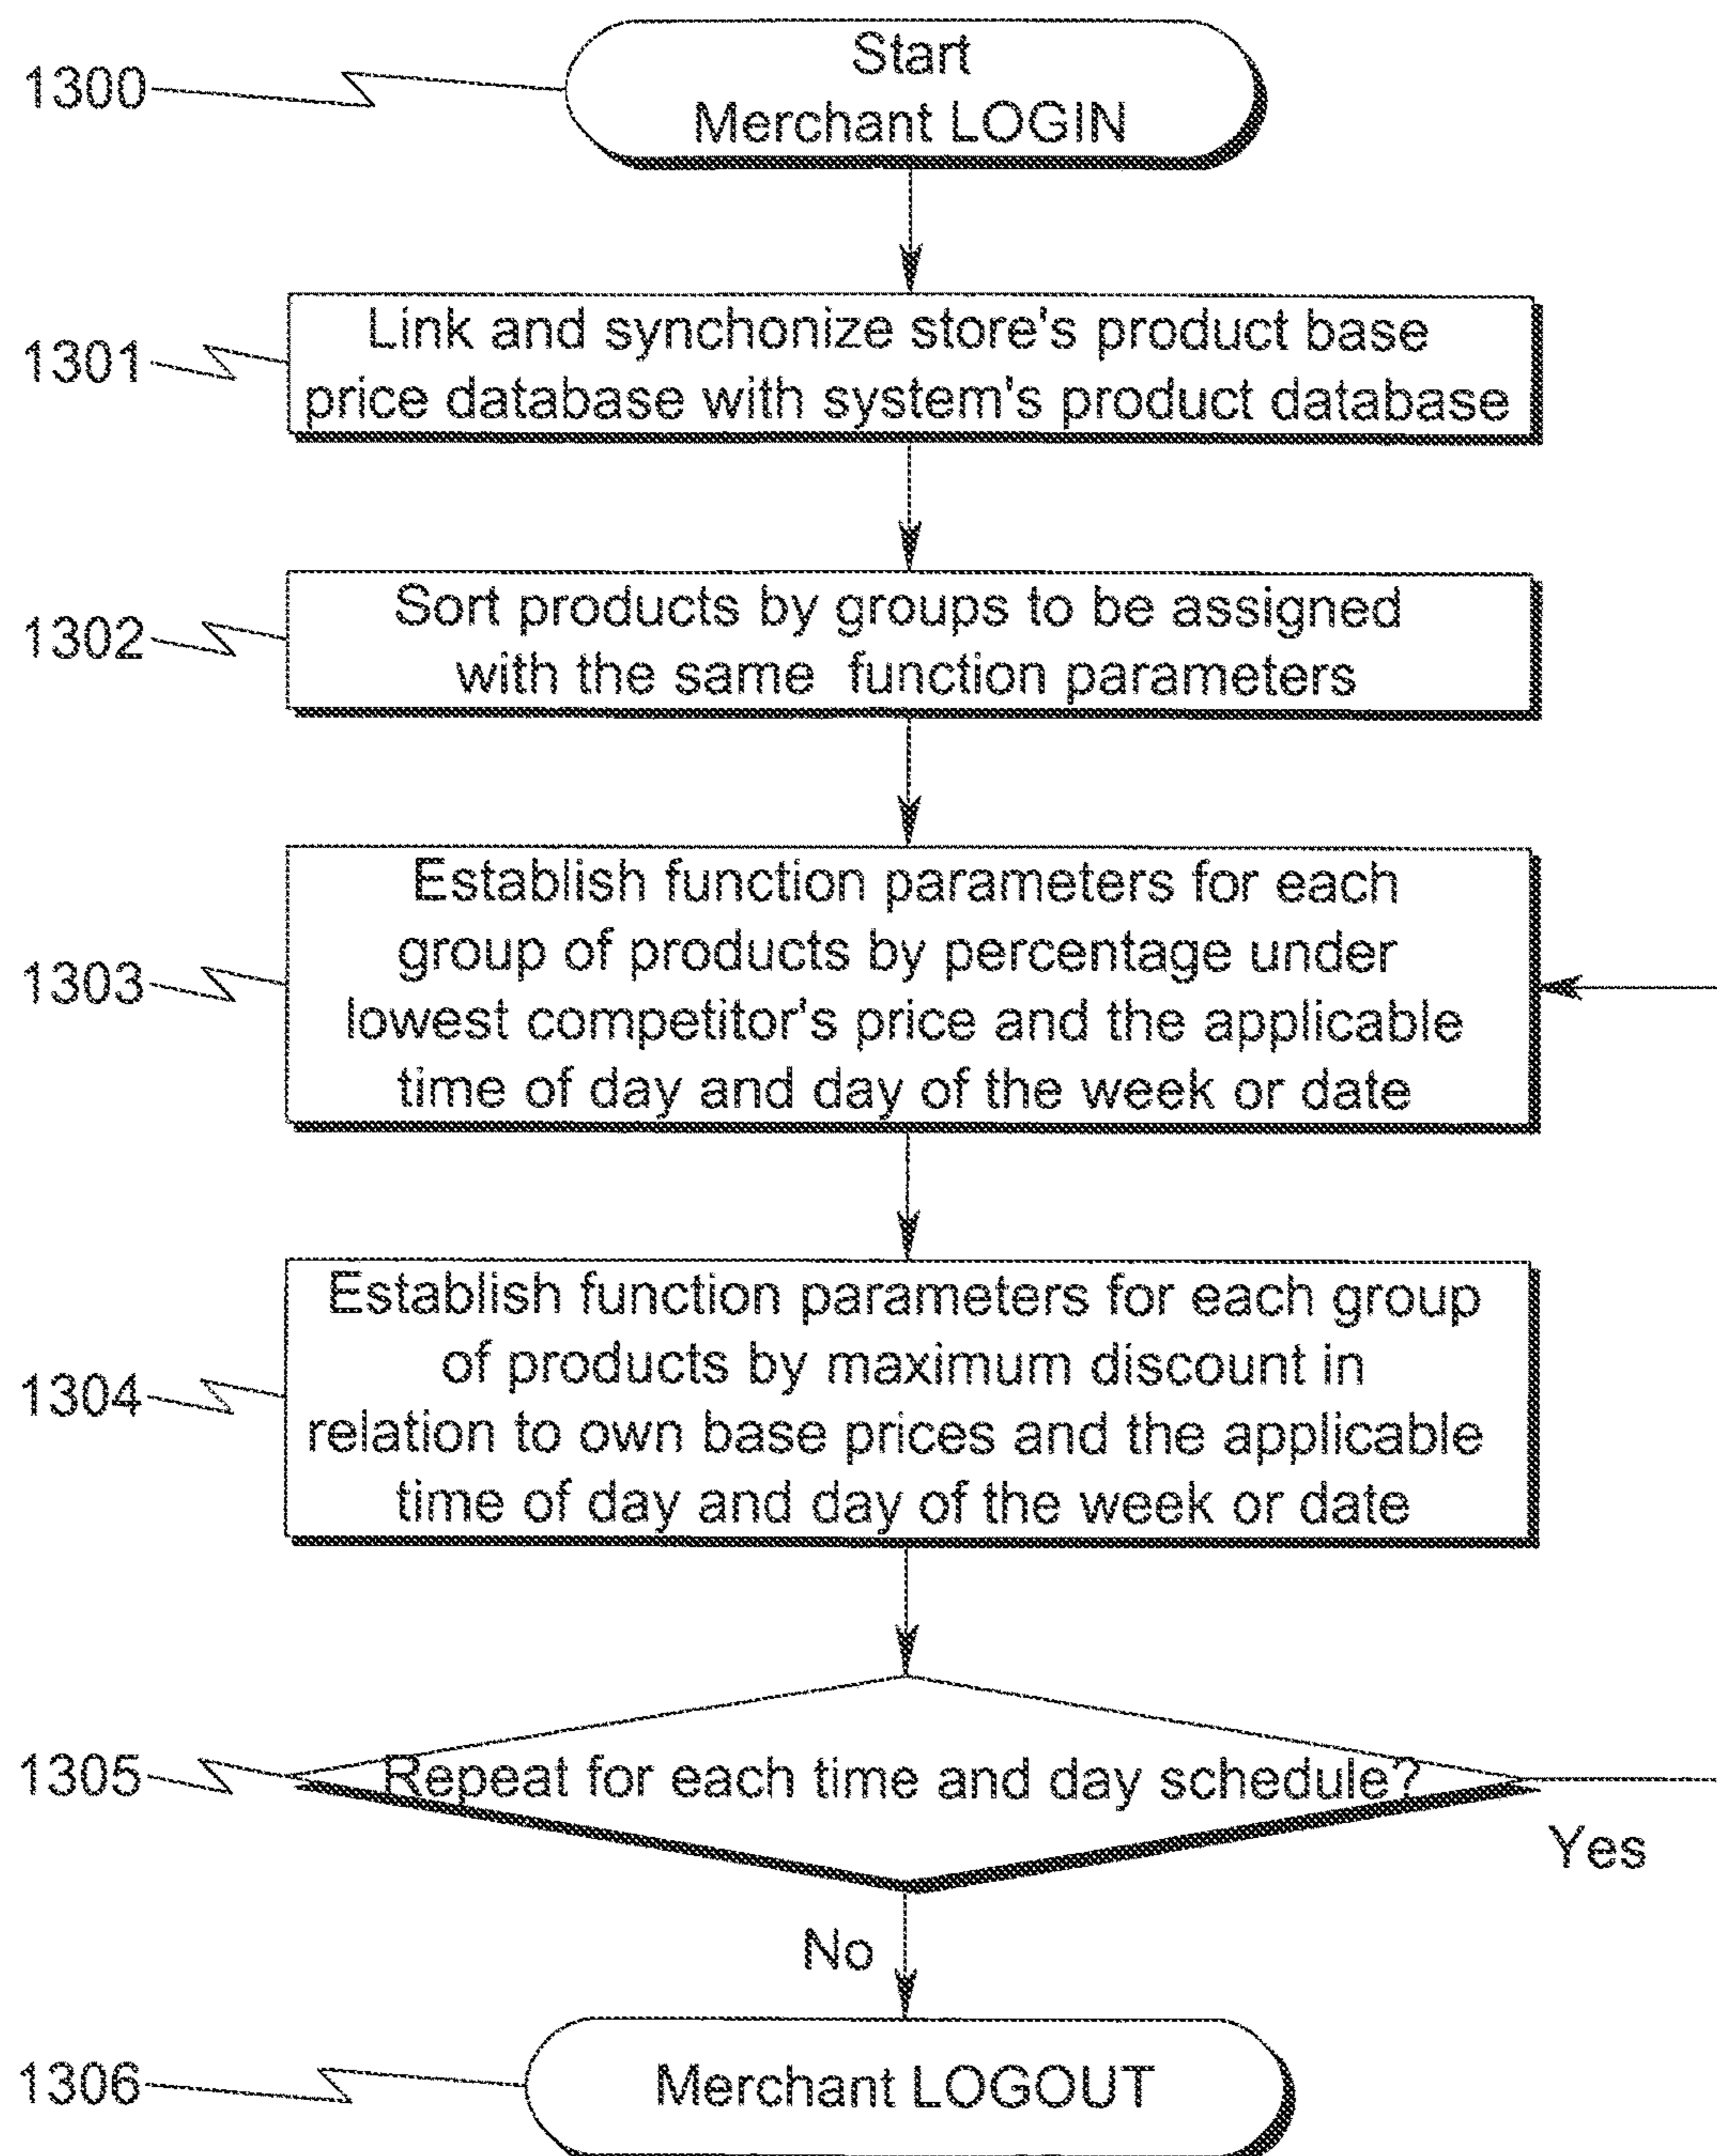 1300
Start
Merchant LOGIN
1301
Link and synchonize store's product base
price database with system's product database
1302
Sort products by groups to be assigned
with the same function parameters
1303
Establish function parameters for each
group of products by percentage under
lowest competitor's price and the applicable
time of day and day of the week or date
1304
Establish function parameters for each group
of products by maximum discount in
relation to own base prices and the applicable
time of day and day of the week or date
1305
Repeat for each time and day schedule?
Yes
No
1306
Merchant LOGOUT